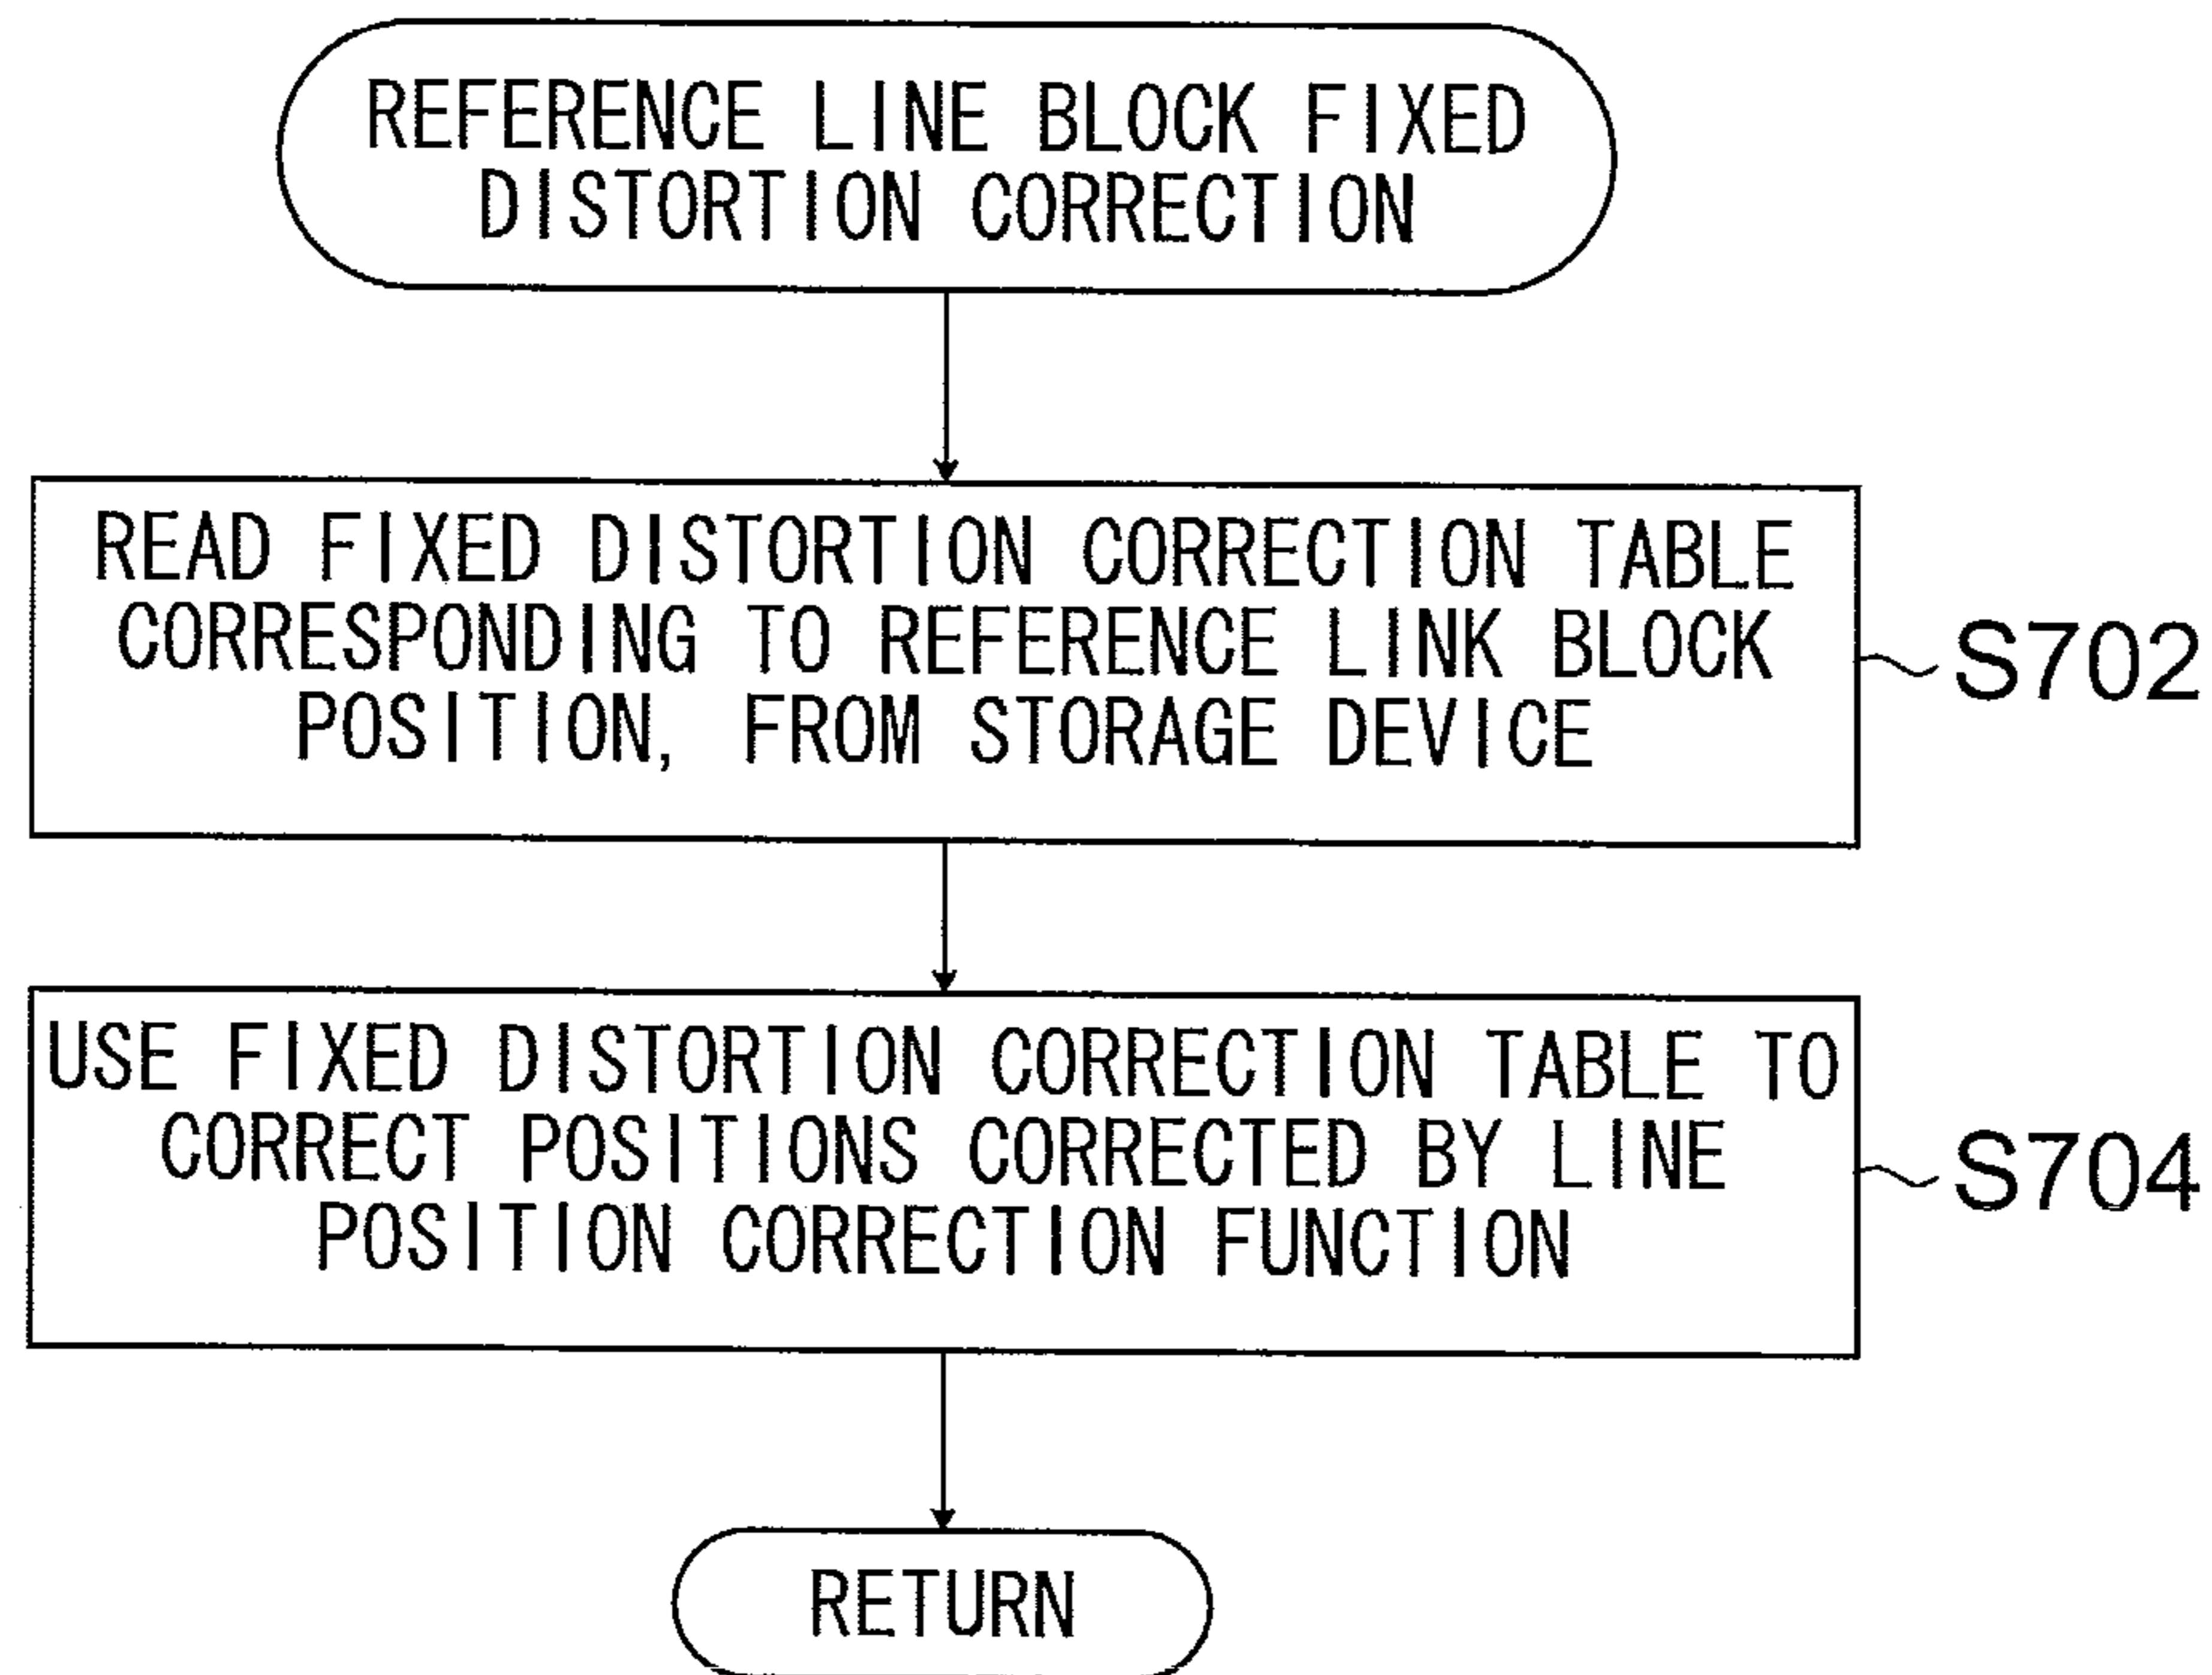 REFERENCE LINE BLOCK FIXED
DISTORTION CORRECTION
READ FIXED DISTORTION CORRECTION TABLE
CORRESPONDING TO REFERENCE LINK BLOCK
POSITION, FROM STORAGE DEVICE
S702
USE FIXED DISTORTION CORRECTION TABLE TO
CORRECT POSITIONS CORRECTED BY LINE
POSITION CORRECTION FUNCTION
S704
RETURN